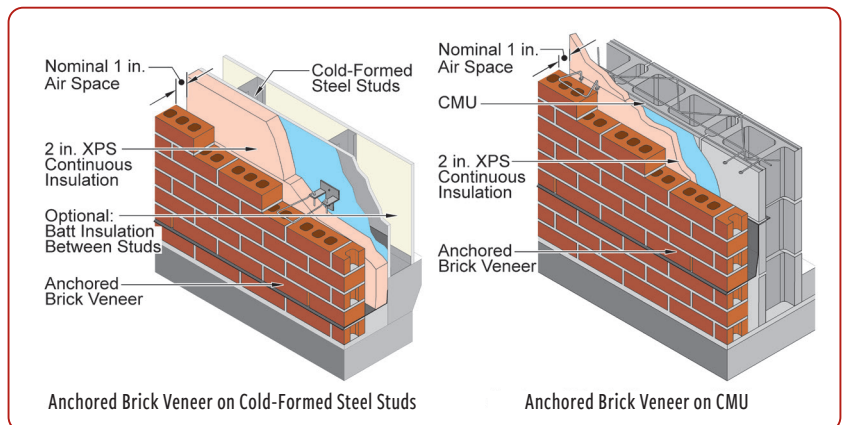 Nominal 1 in.
Air Space
Cold-Formed
Steel Studs
2 in. XPS
Continuous
Insulation
Optional:
Batt Insulation
Between Studs
Anchored
Brick Veneer
Anchored Brick Veneer on Cold-Formed Steel Studs
Nominal 1 in.
Air Space
CMU
2 in. XPS
Continuous
Insulation
Anchored
Brick Veneer
Anchored Brick Veneer on CMU